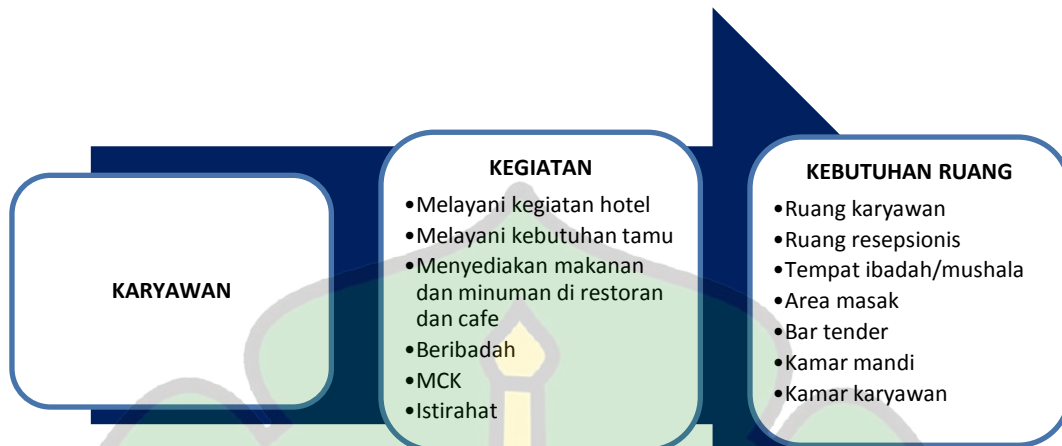 KARYAWAN
KEGIATAN
•Melayani kegiatan hotel
•Melayani kebutuhan tamu
•Menyediakan makanan
dan minuman di restoran
dan cafe
•Beribadah
•MCK
•Istirahat
KEBUTUHAN RUANG
•Ruang karyawan
•Ruang resepsionis
•Tempat ibadah/mushala
•Area masak
•Bar tender
•Kamar mandi
•Kamar karyawan